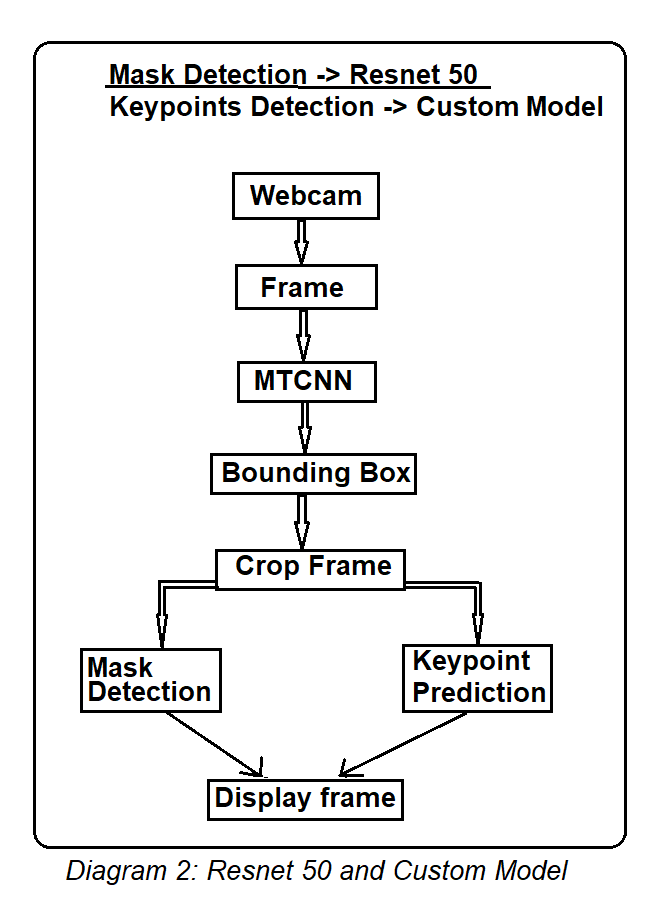 Mask Detection -> Resnet 50
Keypoints Detection -> Custom Model
Webcam
Frame
MTCNN
Bounding Box
Crop Frame
Mask
Detection
Keypoint
Prediction
Display frame
Diagram 2: Resnet 50 and Custom Model